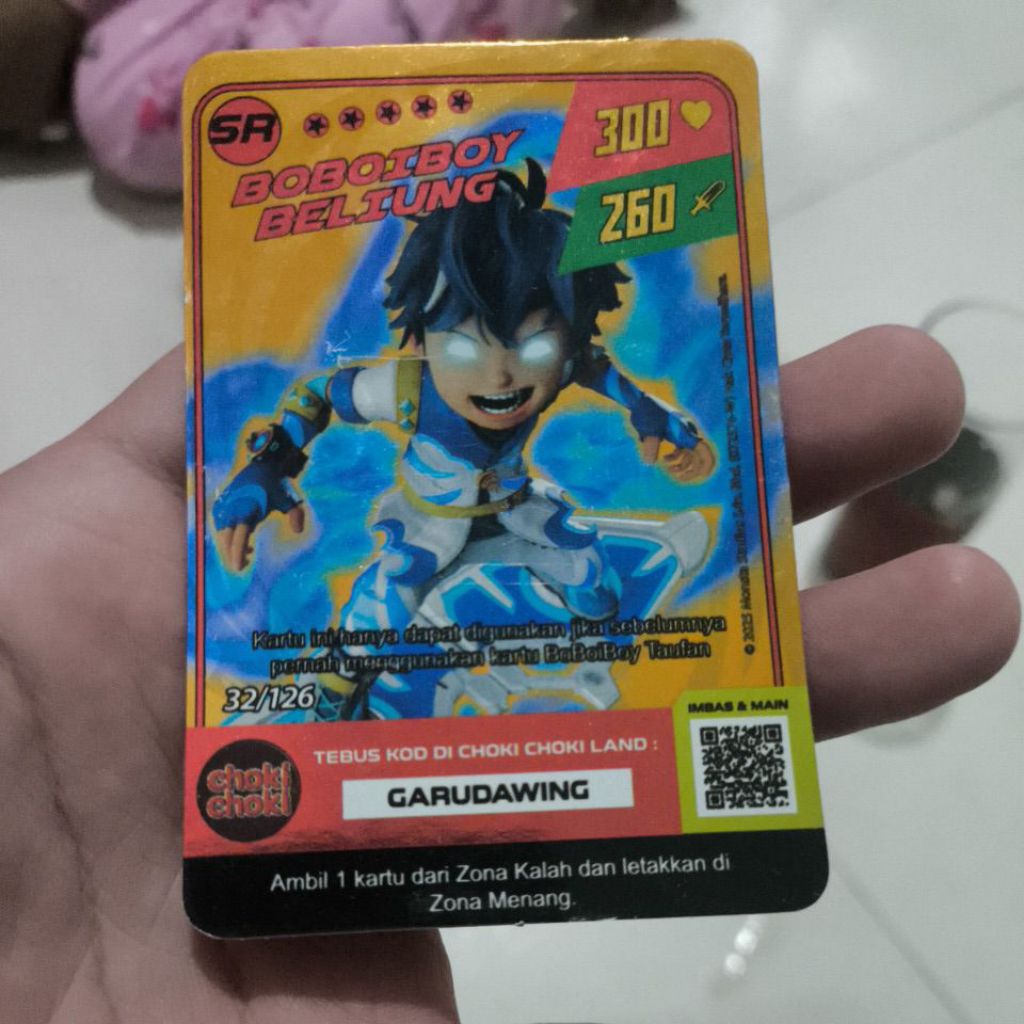 SR
BOBOIBOY
BELIUNG
300
260
Kartu ini hanya dapat digunakan jika sebelumnya
pernah menggunakan kartu BoBoiBoy Taufan
32/126
IMBAS & MAIN
choki
choki
TEBUS KOD DI CHOKI CHOKI LAND :
GARUDAWING
Ambil 1 kartu dari Zona Kalah dan letakkan di
Zona Menang.
© 2025